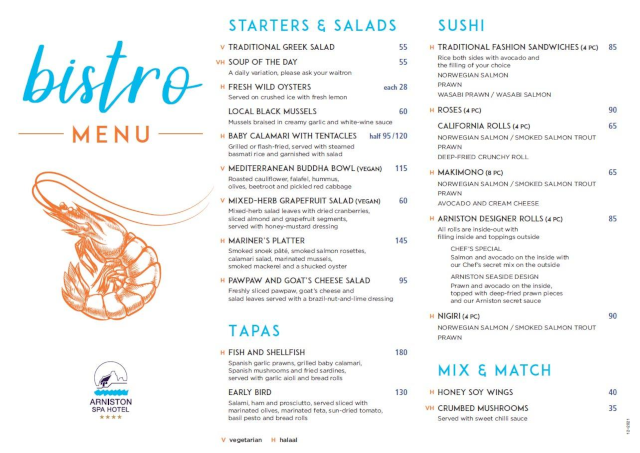 bistro
MENU
ARNISTON
SPA HOTEL
★★★★
STARTERS & SALADS
V TRADITIONAL GREEK SALAD 55
VH SOUP OF THE DAY 55
A daily variation, please ask your waitron
H FRESH WILD OYSTERS each 28
Served on crushed ice with fresh lemon
LOCAL BLACK MUSSELS 60
Mussels braised in creamy garlic and white-wine sauce
H BABY CALAMARI WITH TENTACLES half 95/120
Grilled or flash-fried, served with steamed
basmati rice and garnished with salad
V MEDITERRANEAN BUDDHA BOWL (VEGAN) 115
Roasted cauliflower, falafel, hummus,
olives, beetroot and pickled red cabbage
V MIXED-HERB GRAPEFRUIT SALAD (VEGAN) 60
Mixed-herb salad leaves with dried cranberries,
sliced almond and grapefruit segments,
served with honey-mustard dressing
H MARINER'S PLATTER 145
Smoked snoek pâté, smoked salmon rosettes,
calamari salad, marinated mussels,
smoked mackerel and a shucked oyster
H PAWPAW AND GOAT'S CHEESE SALAD 95
Freshly sliced pawpaw, goat's cheese and
salad leaves served with a brazil-nut-and-lime dressing
TAPAS
H FISH AND SHELLFISH 180
Spanish garlic prawns, grilled baby calamari,
Spanish mushrooms and fried sardines,
served with garlic aioli and bread rolls
EARLY BIRD 130
Salami, ham and prosciutto, served sliced with
marinated olives, marinated feta, sun-dried tomato,
basil pesto and bread rolls
V vegetarian H halaal
SUSHI
H TRADITIONAL FASHION SANDWICHES (4 PC) 85
Rice both sides with avocado and
the filling of your choice
NORWEGIAN SALMON
PRAWN
WASABI PRAWN / WASABI SALMON
H ROSES (4 PC) 90
CALIFORNIA ROLLS (4 PC) 65
NORWEGIAN SALMON / SMOKED SALMON TROUT
PRAWN
DEEP-FRIED CRUNCHY ROLL
H MAKIMONO (8 PC) 65
NORWEGIAN SALMON / SMOKED SALMON TROUT
PRAWN
AVOCADO AND CREAM CHEESE
H ARNISTON DESIGNER ROLLS (4 PC) 85
All rolls are inside-out with
filling inside and toppings outside
CHEF'S SPECIAL
Salmon and avocado on the inside with
our Chef's secret mix on the outside
ARNISTON SEASIDE DESIGN
Prawn and avocado on the inside,
topped with deep-fried prawn pieces
and our Arniston secret sauce
H NIGIRI (4 PC) 90
NORWEGIAN SALMON / SMOKED SALMON TROUT
PRAWN
MIX & MATCH
H HONEY SOY WINGS 40
VH CRUMBED MUSHROOMS 35
Served with sweet chilli sauce